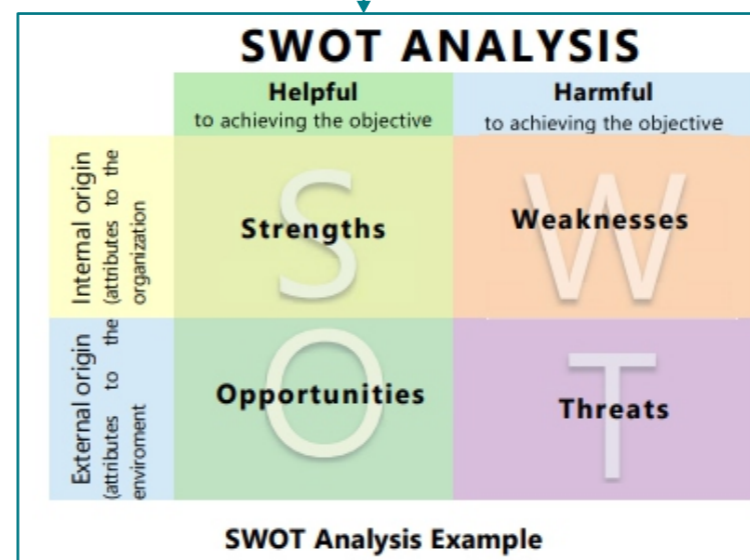 SWOT ANALYSIS
Helpful
to achieving the objective
Harmful
to achieving the objective
Internal origin
(attributes to the
organization
S
Strengths
W
Weaknesses
External origin
(attributes to the
enviroment
O
Opportunities
T
Threats
SWOT Analysis Example